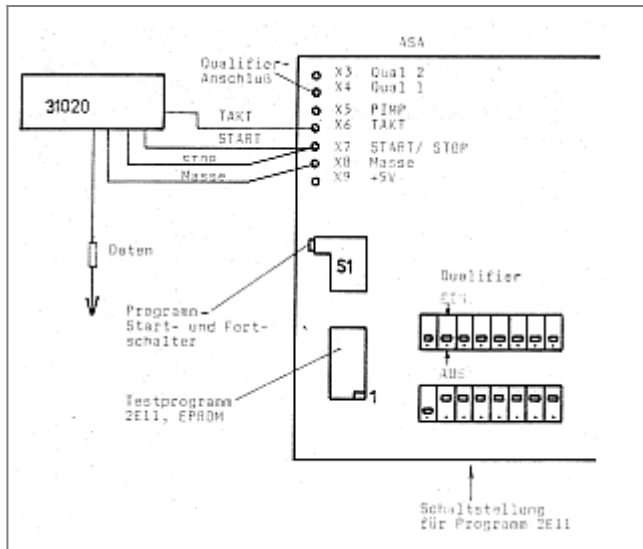 ASA
Qualifier-
Anschluß
X3 Qual 2
X4 Qual 1
X5 PIMP
X6 TAKT
X7 START/ STOP
X8 Masse
X9 +5V
31020
TAKT
START
STOP
Masse
Daten
S1
Programm-
Start- und Fort-
schalter
Qualifier
EIN
AUS
Testprogramm
2E11, EPROM
1
Schaltstellung
für Programm 2E11